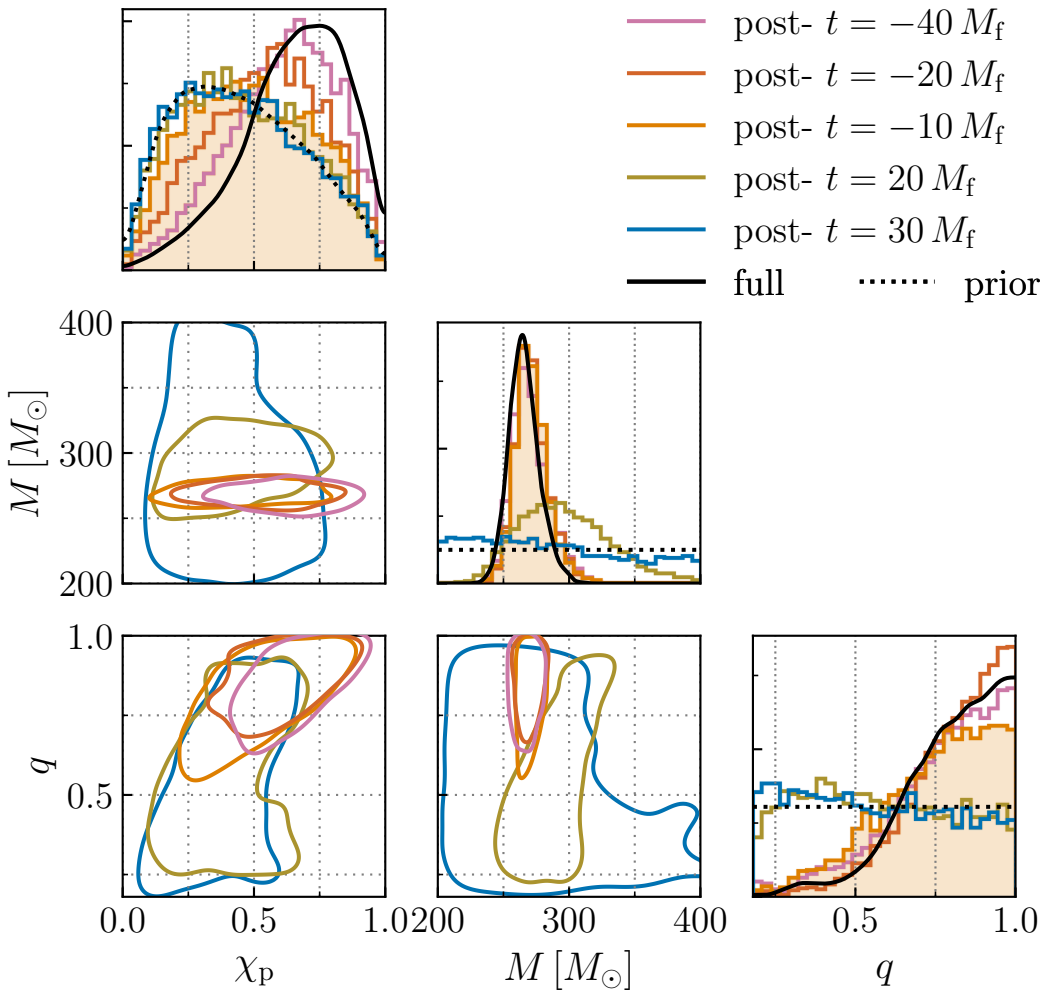 post- t = −40 M_f
post- t = −20 M_f
post- t = −10 M_f
post- t = 20 M_f
post- t = 30 M_f
full prior
400
300
200
M [M_⊙]
1.0
0.5
q
0.0 0.5 1.0
χ_p
200 300 400
M [M_⊙]
0.5 1.0
q